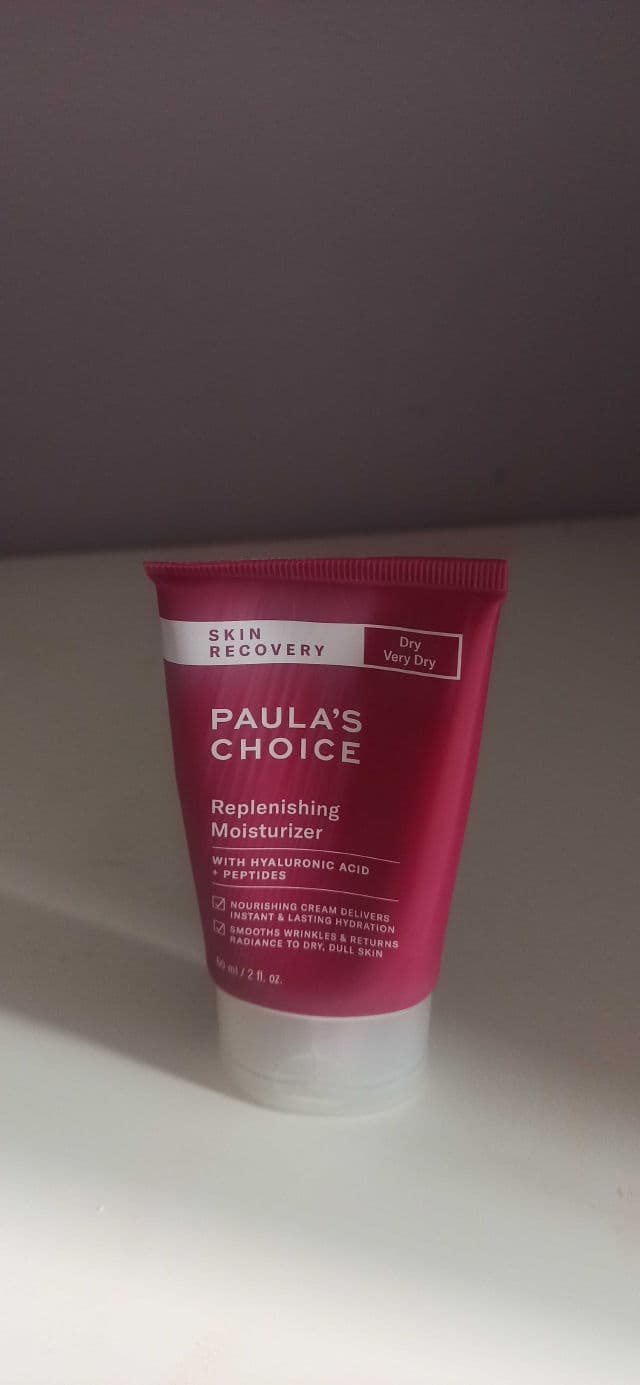 SKIN
RECOVERY
Dry
Very Dry
PAULA'S
CHOICE
Replenishing
Moisturizer
WITH HYALURONIC ACID
+ PEPTIDES
NOURISHING CREAM DELIVERS
INSTANT & LASTING HYDRATION
SMOOTHS WRINKLES & RETURNS
RADIANCE TO DRY, DULL SKIN
60 ml / 2 fl. oz.